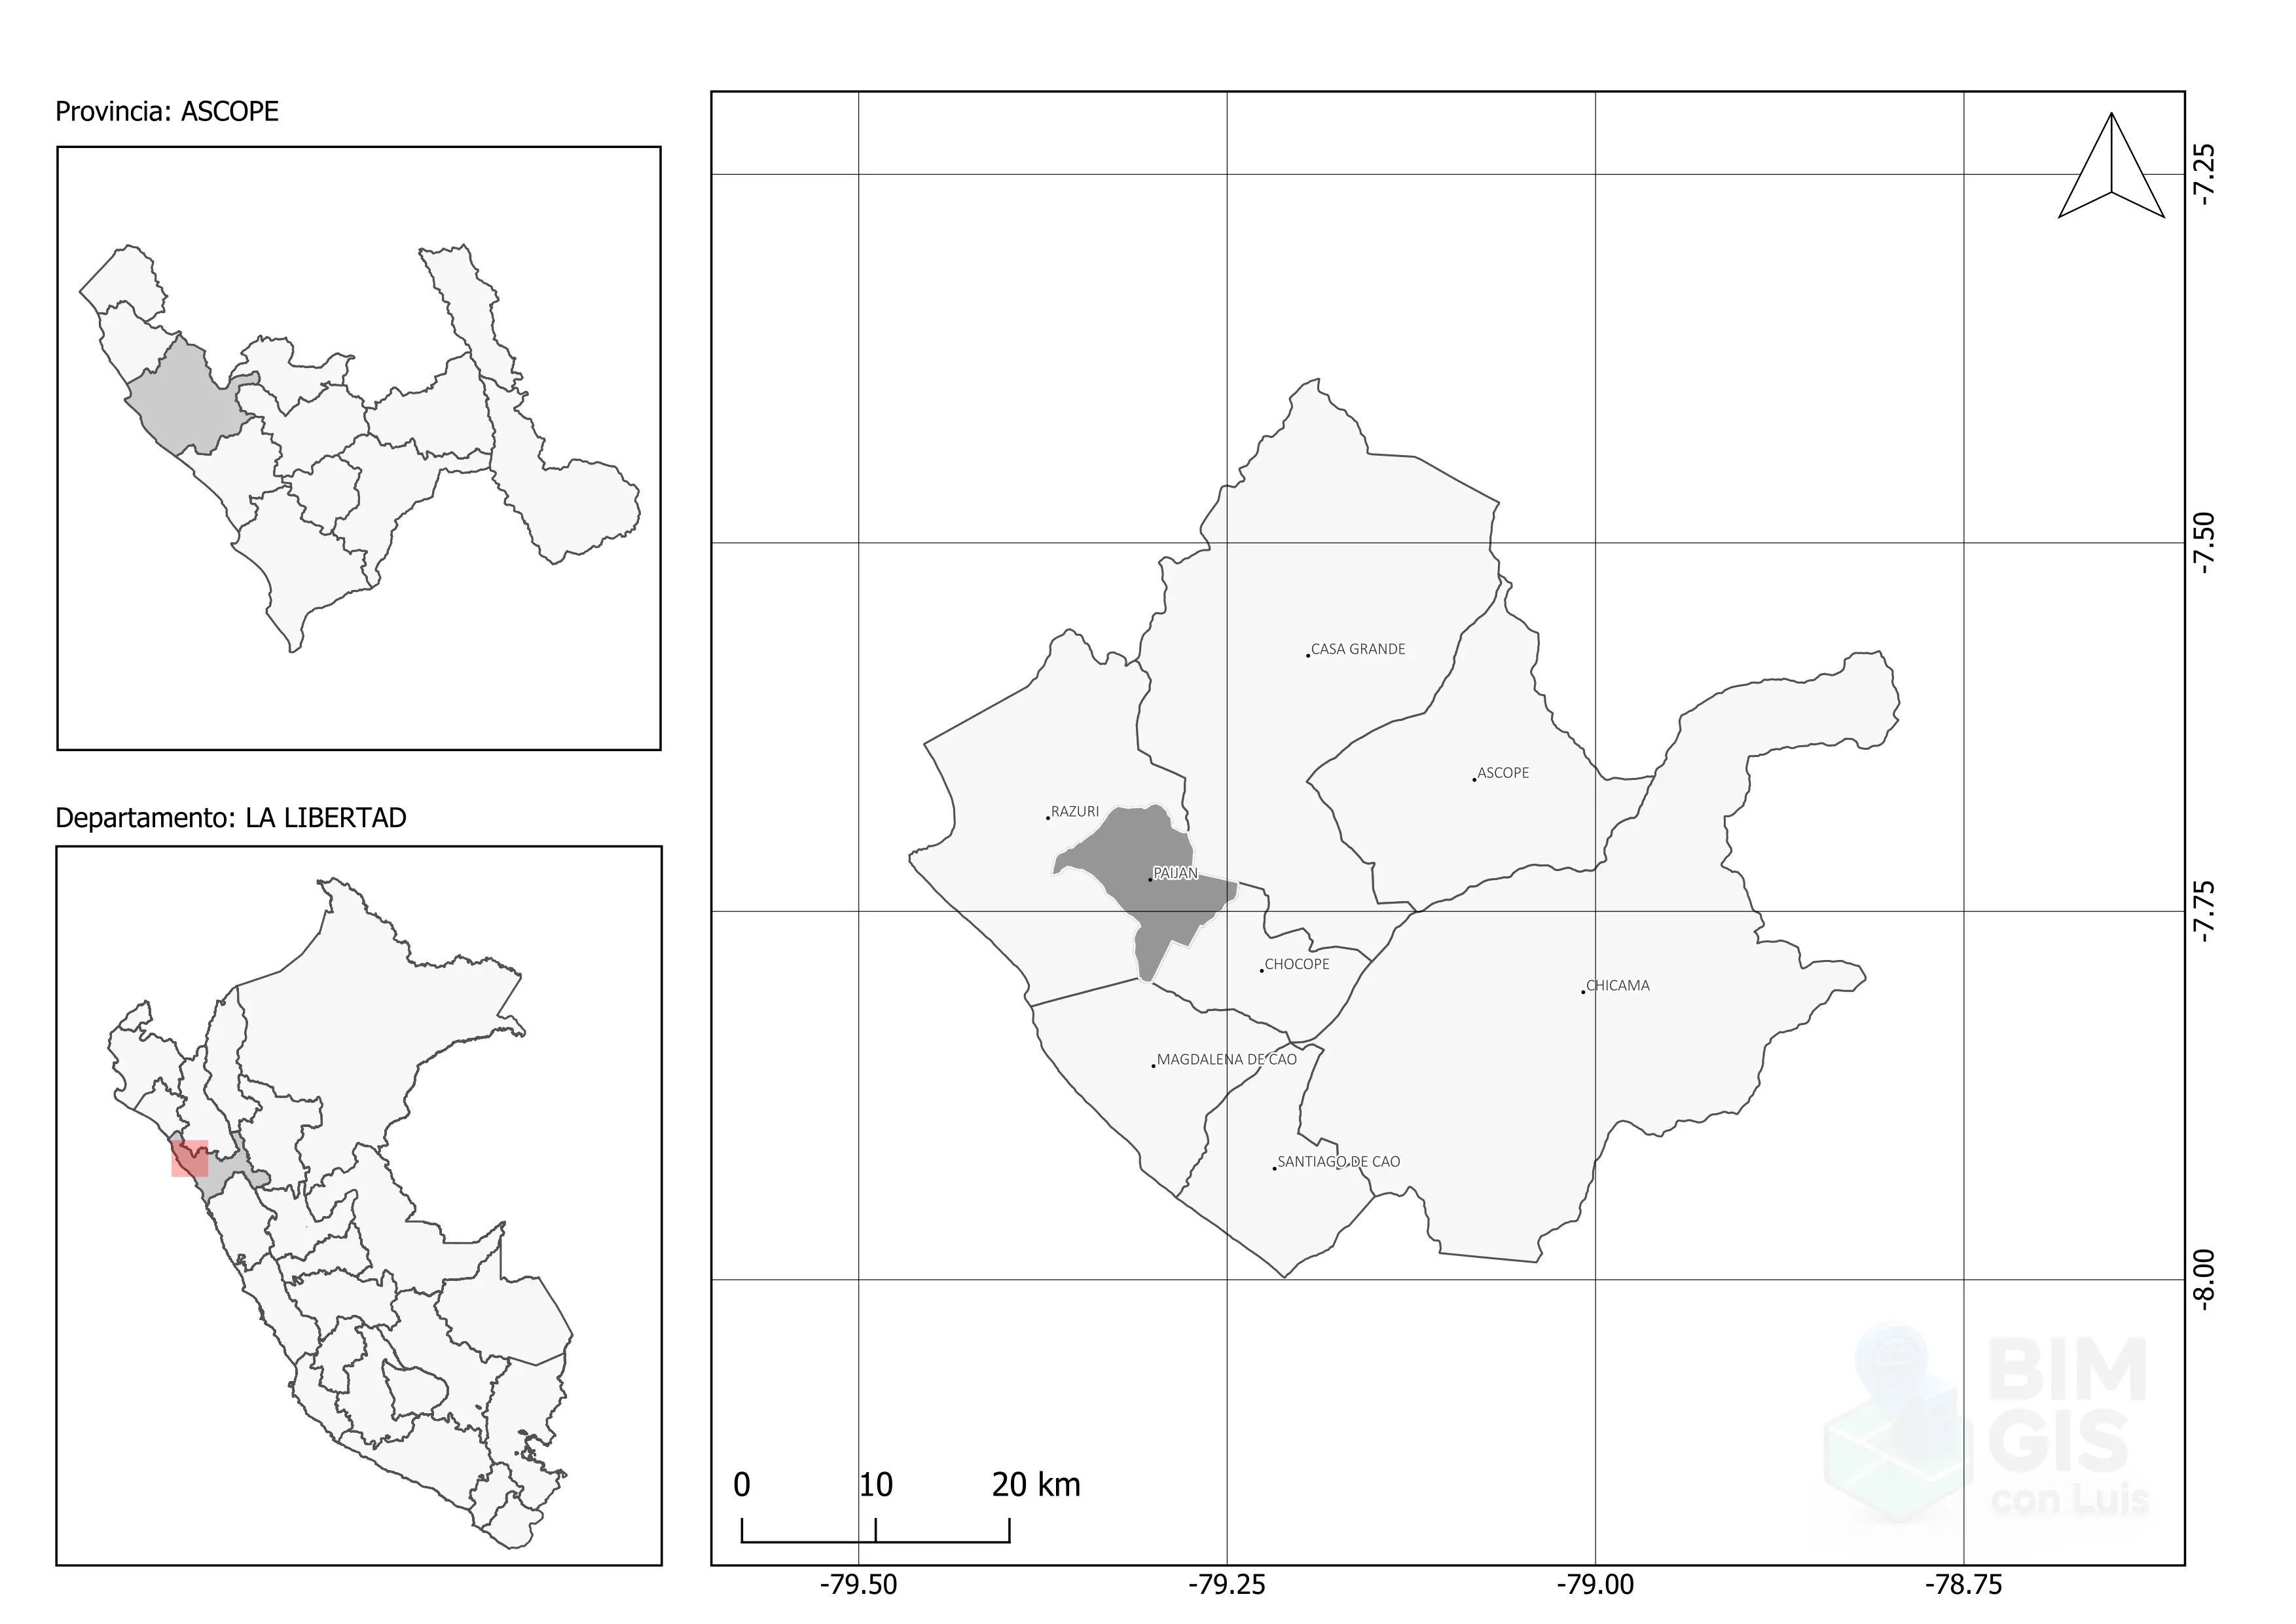 Provincia: ASCOPE
Departamento: LA LIBERTAD
-7.25
-7.50
CASA GRANDE
ASCOPE
RAZURI
PAIJAN
-7.75
CHOCOPE
CHICAMA
MAGDALENA DE CAO
SANTIAGO DE CAO
-8.00
BIM
GIS
con Luis
0 10 20 km
-79.50 -79.25 -79.00 -78.75